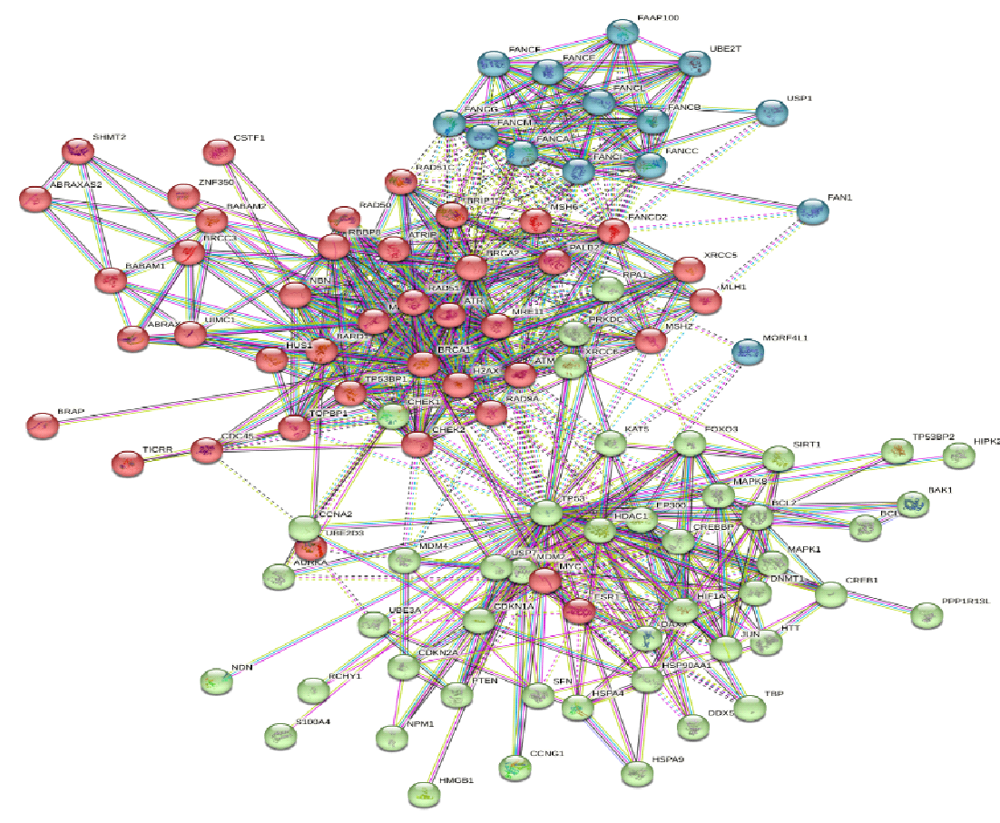 FAAP100
FANCF
FANCE
UBE2T
FANCL
USP1
FANCG
FANCB
FANCM
FANCA
SHMT2
CSTF1
FANCI
FANCC
RAD51C
ABRAXAS2
ZNF350
FAN1
BABAM2
RAD50
BRIP1
MSH6
FANCD2
BRCC3
RBBP8
ATRIP
BRCA2
PALB2
XRCC5
BABAM1
NBN
RPA1
RAD51
MLH1
ATR
MRE11
PRKDC
ABRAX
UIMC1
BARD1
MSH2
MORF4L1
HUS1
BRCA1
XRCC6
H2AX
ATM
TP53BP1
CHEK1
RAD9A
BRAP
TOPBP1
CHEK2
KAT5
FOXO3
TICRR
CDC45
SIRT1
TP53BP2
HIPK2
MAPK8
BAK1
TP53
EP300
BCL2
CCNA2
HDAC1
BCL
UBE2D3
CREBBP
MDM4
USP7
MDM2
MAPK1
AURKA
MYC
DNMT1
CREB1
ESR1
HIF1A
PPP1R13L
UBE3A
CDKN1A
DAXX
JUN
HTT
CDKN2A
HSP90AA1
NDN
RCHY1
PTEN
SFN
HSPA4
TBP
S100A4
NPM1
DDX5
CCNG1
HSPA9
HMGB1